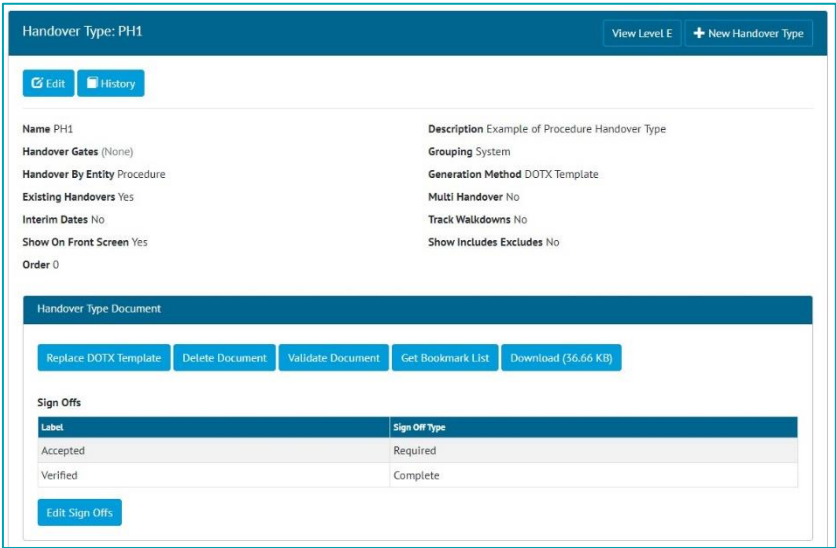 Handover Type: PH1
View Level E
New Handover Type
Edit
History
Name PH1
Description Example of Procedure Handover Type
Handover Gates (None)
Grouping System
Handover By Entity Procedure
Generation Method DOTX Template
Existing Handovers Yes
Multi Handover No
Interim Dates No
Track Walkdowns No
Show On Front Screen Yes
Show Includes Excludes No
Order 0
Handover Type Document
Replace DOTX Template
Delete Document
Validate Document
Get Bookmark List
Download (36.66 KB)
Sign Offs
Label
Sign Off Type
Accepted
Required
Verified
Complete
Edit Sign Offs